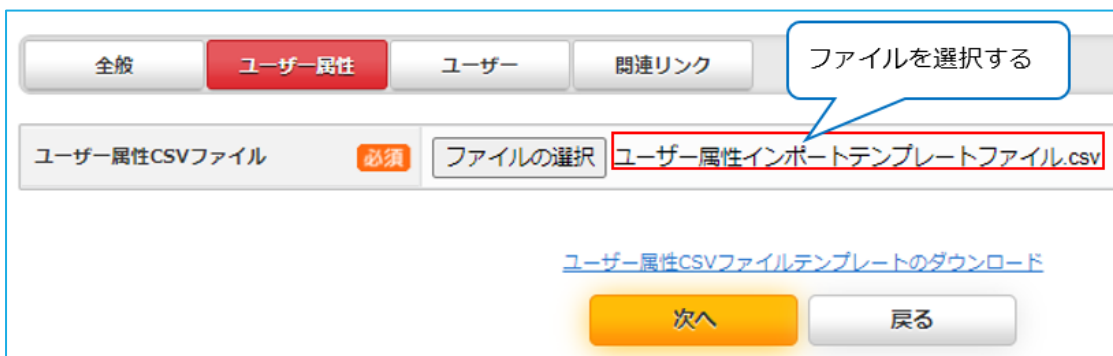 全般 ユーザー属性 ユーザー 関連リンク ファイルを選択する
ユーザー属性CSVファイル 必須 ファイルの選択 ユーザー属性インポートテンプレートファイル.csv
ユーザー属性CSVファイルテンプレートのダウンロード
次へ 戻る